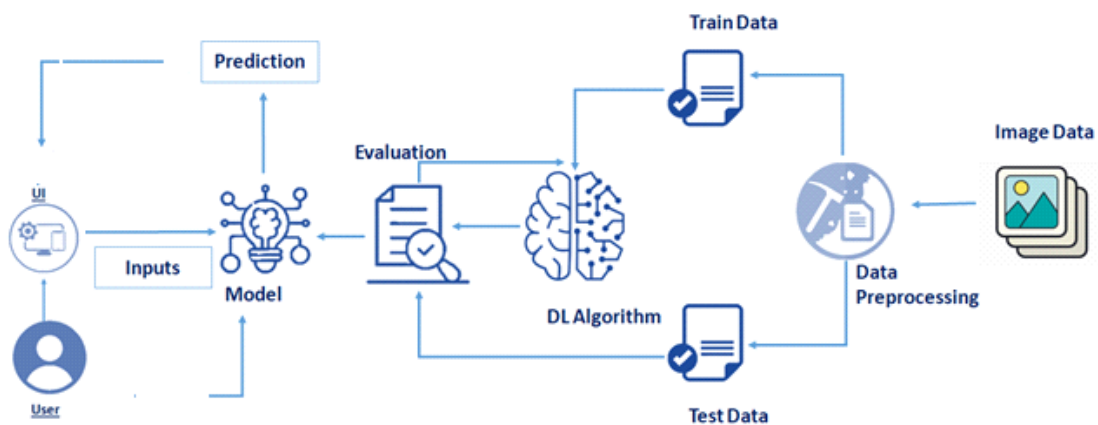 Train Data
Prediction
Image Data
Evaluation
UI
Inputs
Data
Preprocessing
Model
DL Algorithm
User
Test Data